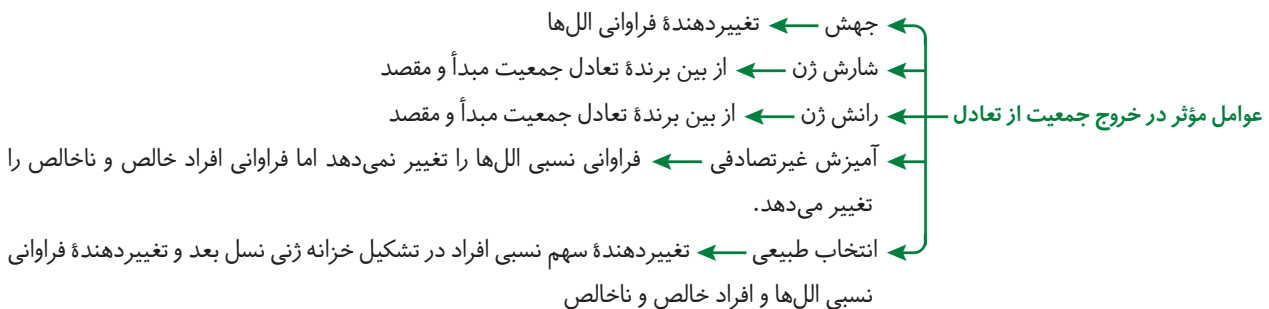 جهش ← تغییردهندهٔ فراوانی الل‌ها
شارش ژن ← از بین برندهٔ تعادل جمعیت مبدأ و مقصد
عوامل مؤثر در خروج جمعیت از تعادل ← رانش ژن ← از بین برندهٔ تعادل جمعیت مبدأ و مقصد
آمیزش غیرتصادفی ← فراوانی نسبی الل‌ها را تغییر نمی‌دهد اما فراوانی افراد خالص و ناخالص را
تغییر می‌دهد.
انتخاب طبیعی ← تغییردهندهٔ سهم نسبی افراد در تشکیل خزانه ژنی نسل بعد و تغییردهندهٔ فراوانی
نسبی الل‌ها و افراد خالص و ناخالص